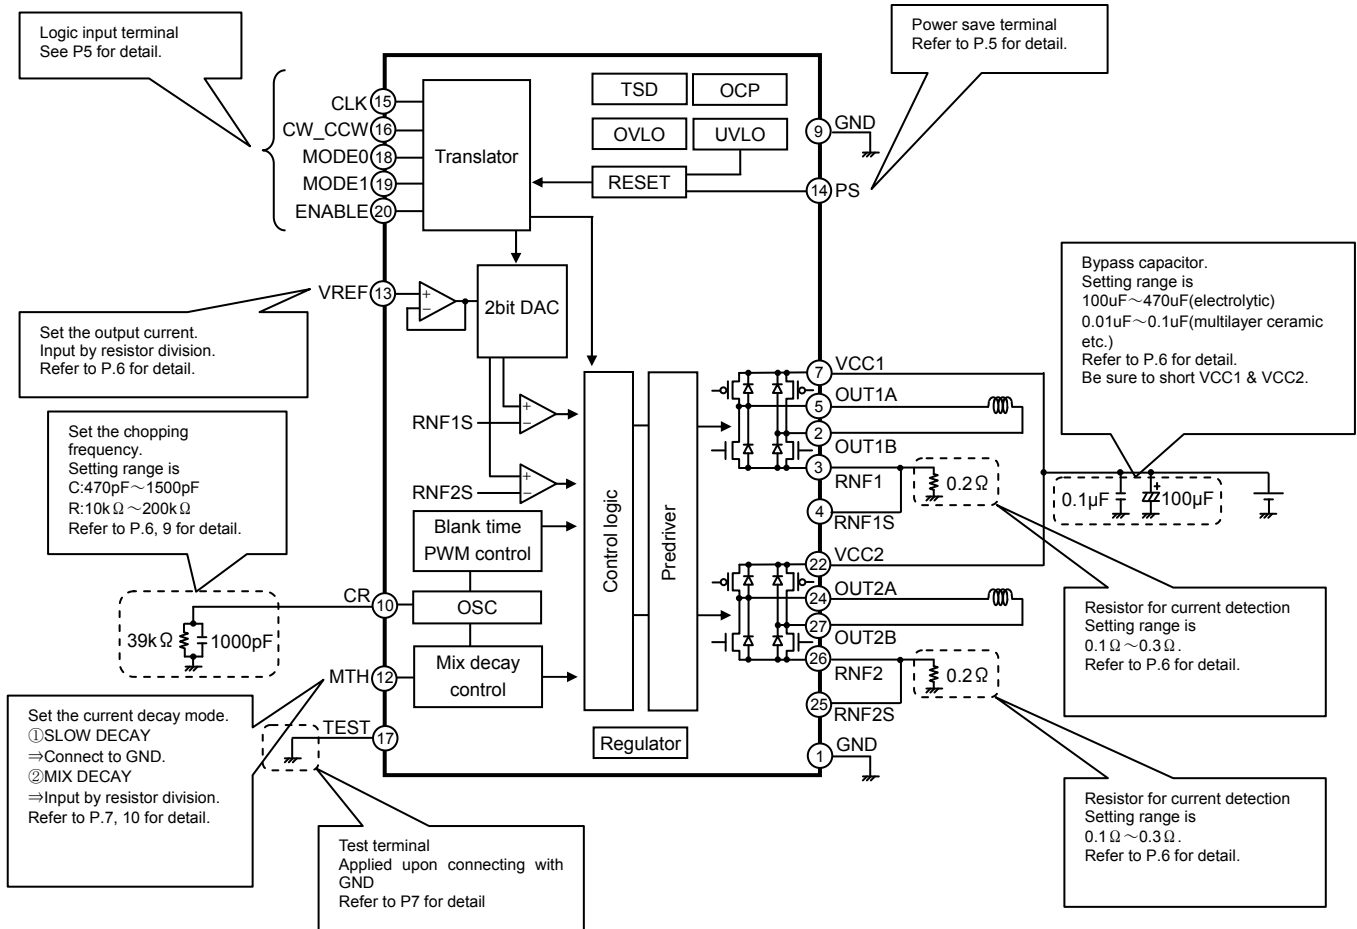 Logic input terminal
See P5 for detail.
Power save terminal
Refer to P.5 for detail.
CLK 15
CW_CCW 16
MODE0 18
MODE1 19
ENABLE 20
Translator
TSD
OCP
OVLO
UVLO
RESET
9 GND
14 PS
VREF 13
2bit DAC
Set the output current.
Input by resistor division.
Refer to P.6 for detail.
Bypass capacitor.
Setting range is
100uF～470uF(electrolytic)
0.01uF～0.1uF(multilayer ceramic
etc.)
Refer to P.6 for detail.
Be sure to short VCC1 & VCC2.
RNF1S
RNF2S
Set the chopping
frequency.
Setting range is
C:470pF～1500pF
R:10kΩ～200kΩ
Refer to P.6, 9 for detail.
Blank time
PWM control
Control logic
Predriver
7 VCC1
5 OUT1A
2 OUT1B
3 RNF1
4 RNF1S
0.2Ω
0.1µF
+
100µF
22 VCC2
24 OUT2A
27 OUT2B
26 RNF2
25 RNF2S
0.2Ω
1 GND
CR 10
OSC
39kΩ
1000pF
MTH 12
Mix decay
control
TEST 17
Regulator
Resistor for current detection
Setting range is
0.1Ω～0.3Ω.
Refer to P.6 for detail.
Set the current decay mode.
①SLOW DECAY
⇒Connect to GND.
②MIX DECAY
⇒Input by resistor division.
Refer to P.7, 10 for detail.
Test terminal
Applied upon connecting with
GND
Refer to P7 for detail
Resistor for current detection
Setting range is
0.1Ω～0.3Ω.
Refer to P.6 for detail.